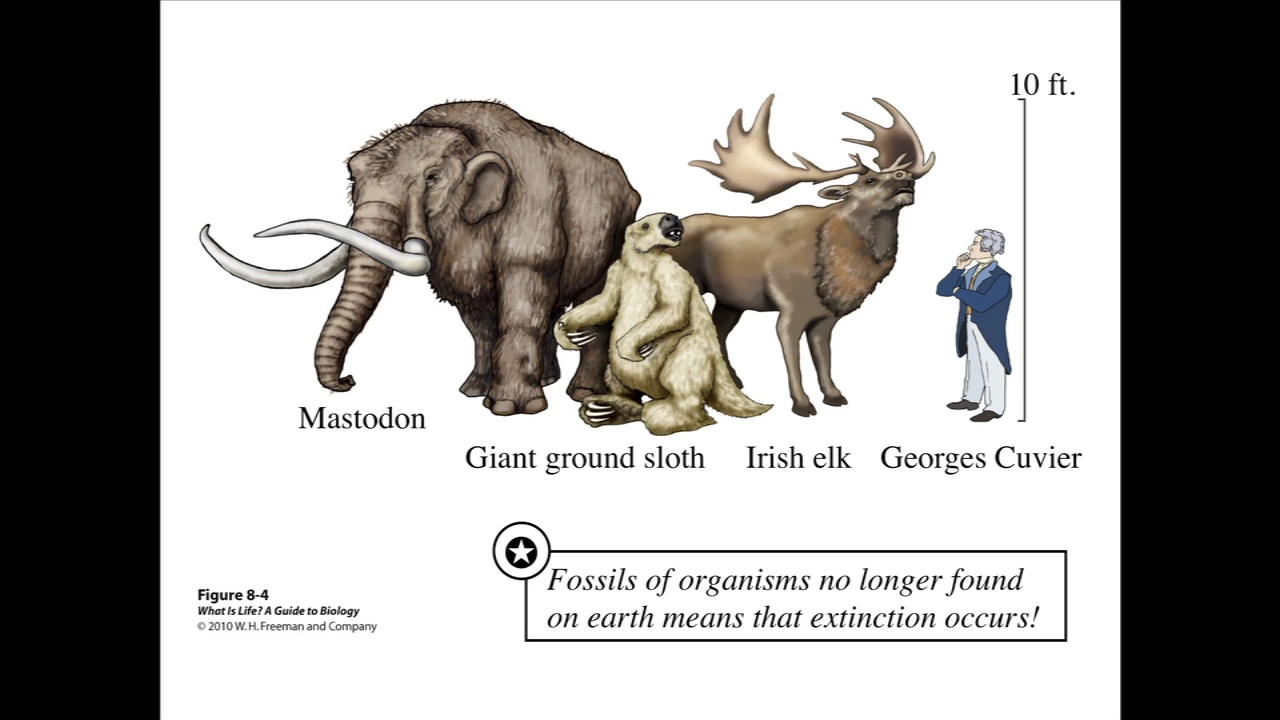 10 ft.
Mastodon
Giant ground sloth
Irish elk
Georges Cuvier
Fossils of organisms no longer found
on earth means that extinction occurs!
Figure 8-4
What Is Life? A Guide to Biology
© 2010 W. H. Freeman and Company